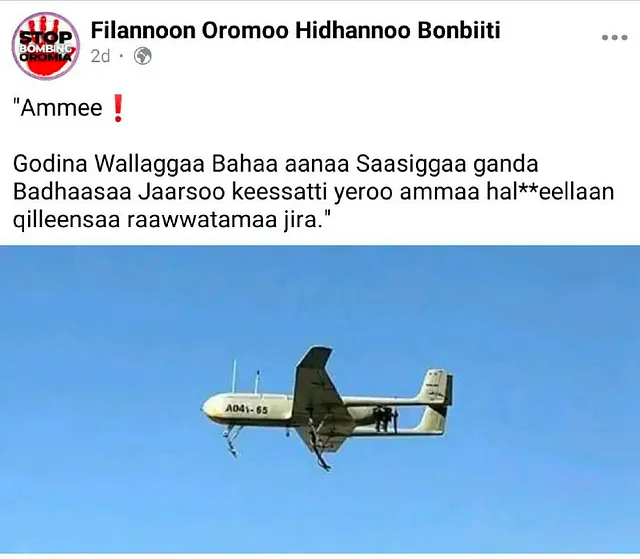 STOP
BOMBING
OROMIA
Filannoon Oromoo Hidhannoo Bonbiiti
2d ·
"Ammee❗
Godina Wallaggaa Bahaa aanaa Saasiggaa ganda
Badhaasaa Jaarsoo keessatti yeroo ammaa hal**eellaan
qilleensaa raawwatamaa jira."
A041-65